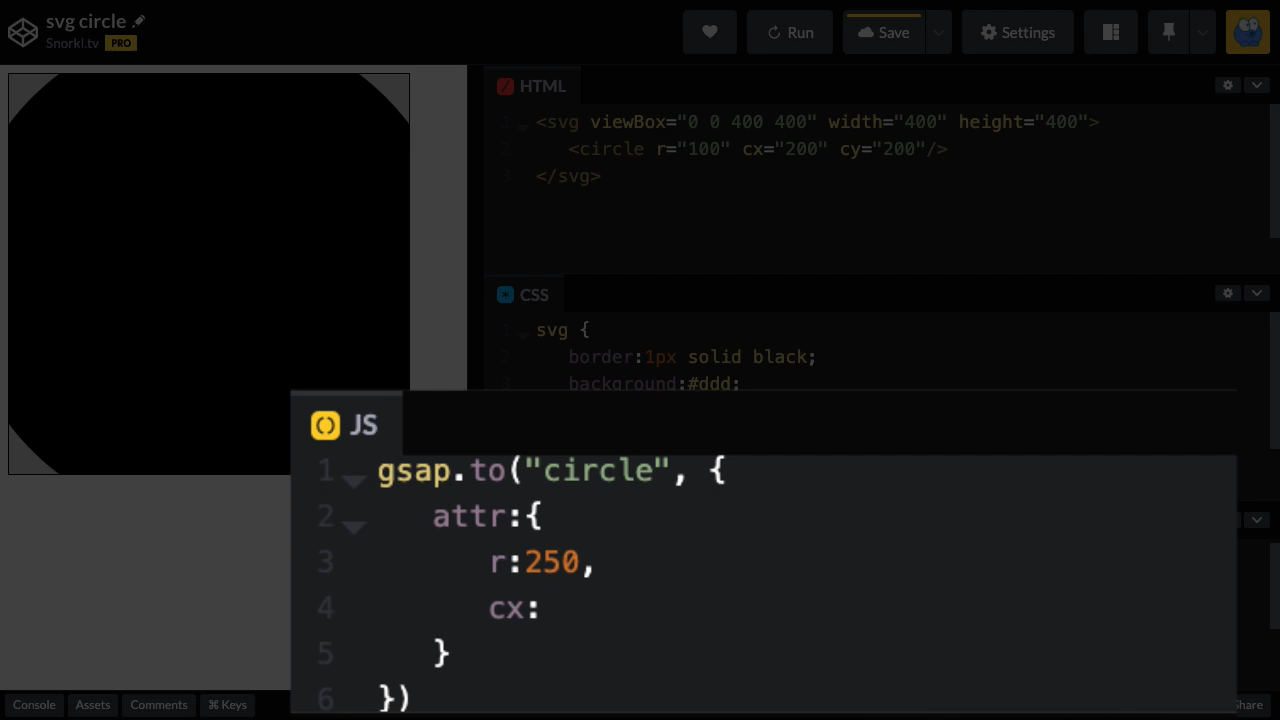 svg circle
Snorkl.tv PRO
Run
Save
Settings
HTML
1 <svg viewBox="0 0 400 400" width="400" height="400">
2 <circle r="100" cx="200" cy="200"/>
3 </svg>
CSS
1 svg {
2 border:1px solid black;
3 background:#ddd;
JS
1 gsap.to("circle", {
2 attr:{
3 r:250,
4 cx:
5 }
6 })
Console Assets Comments ⌘ Keys